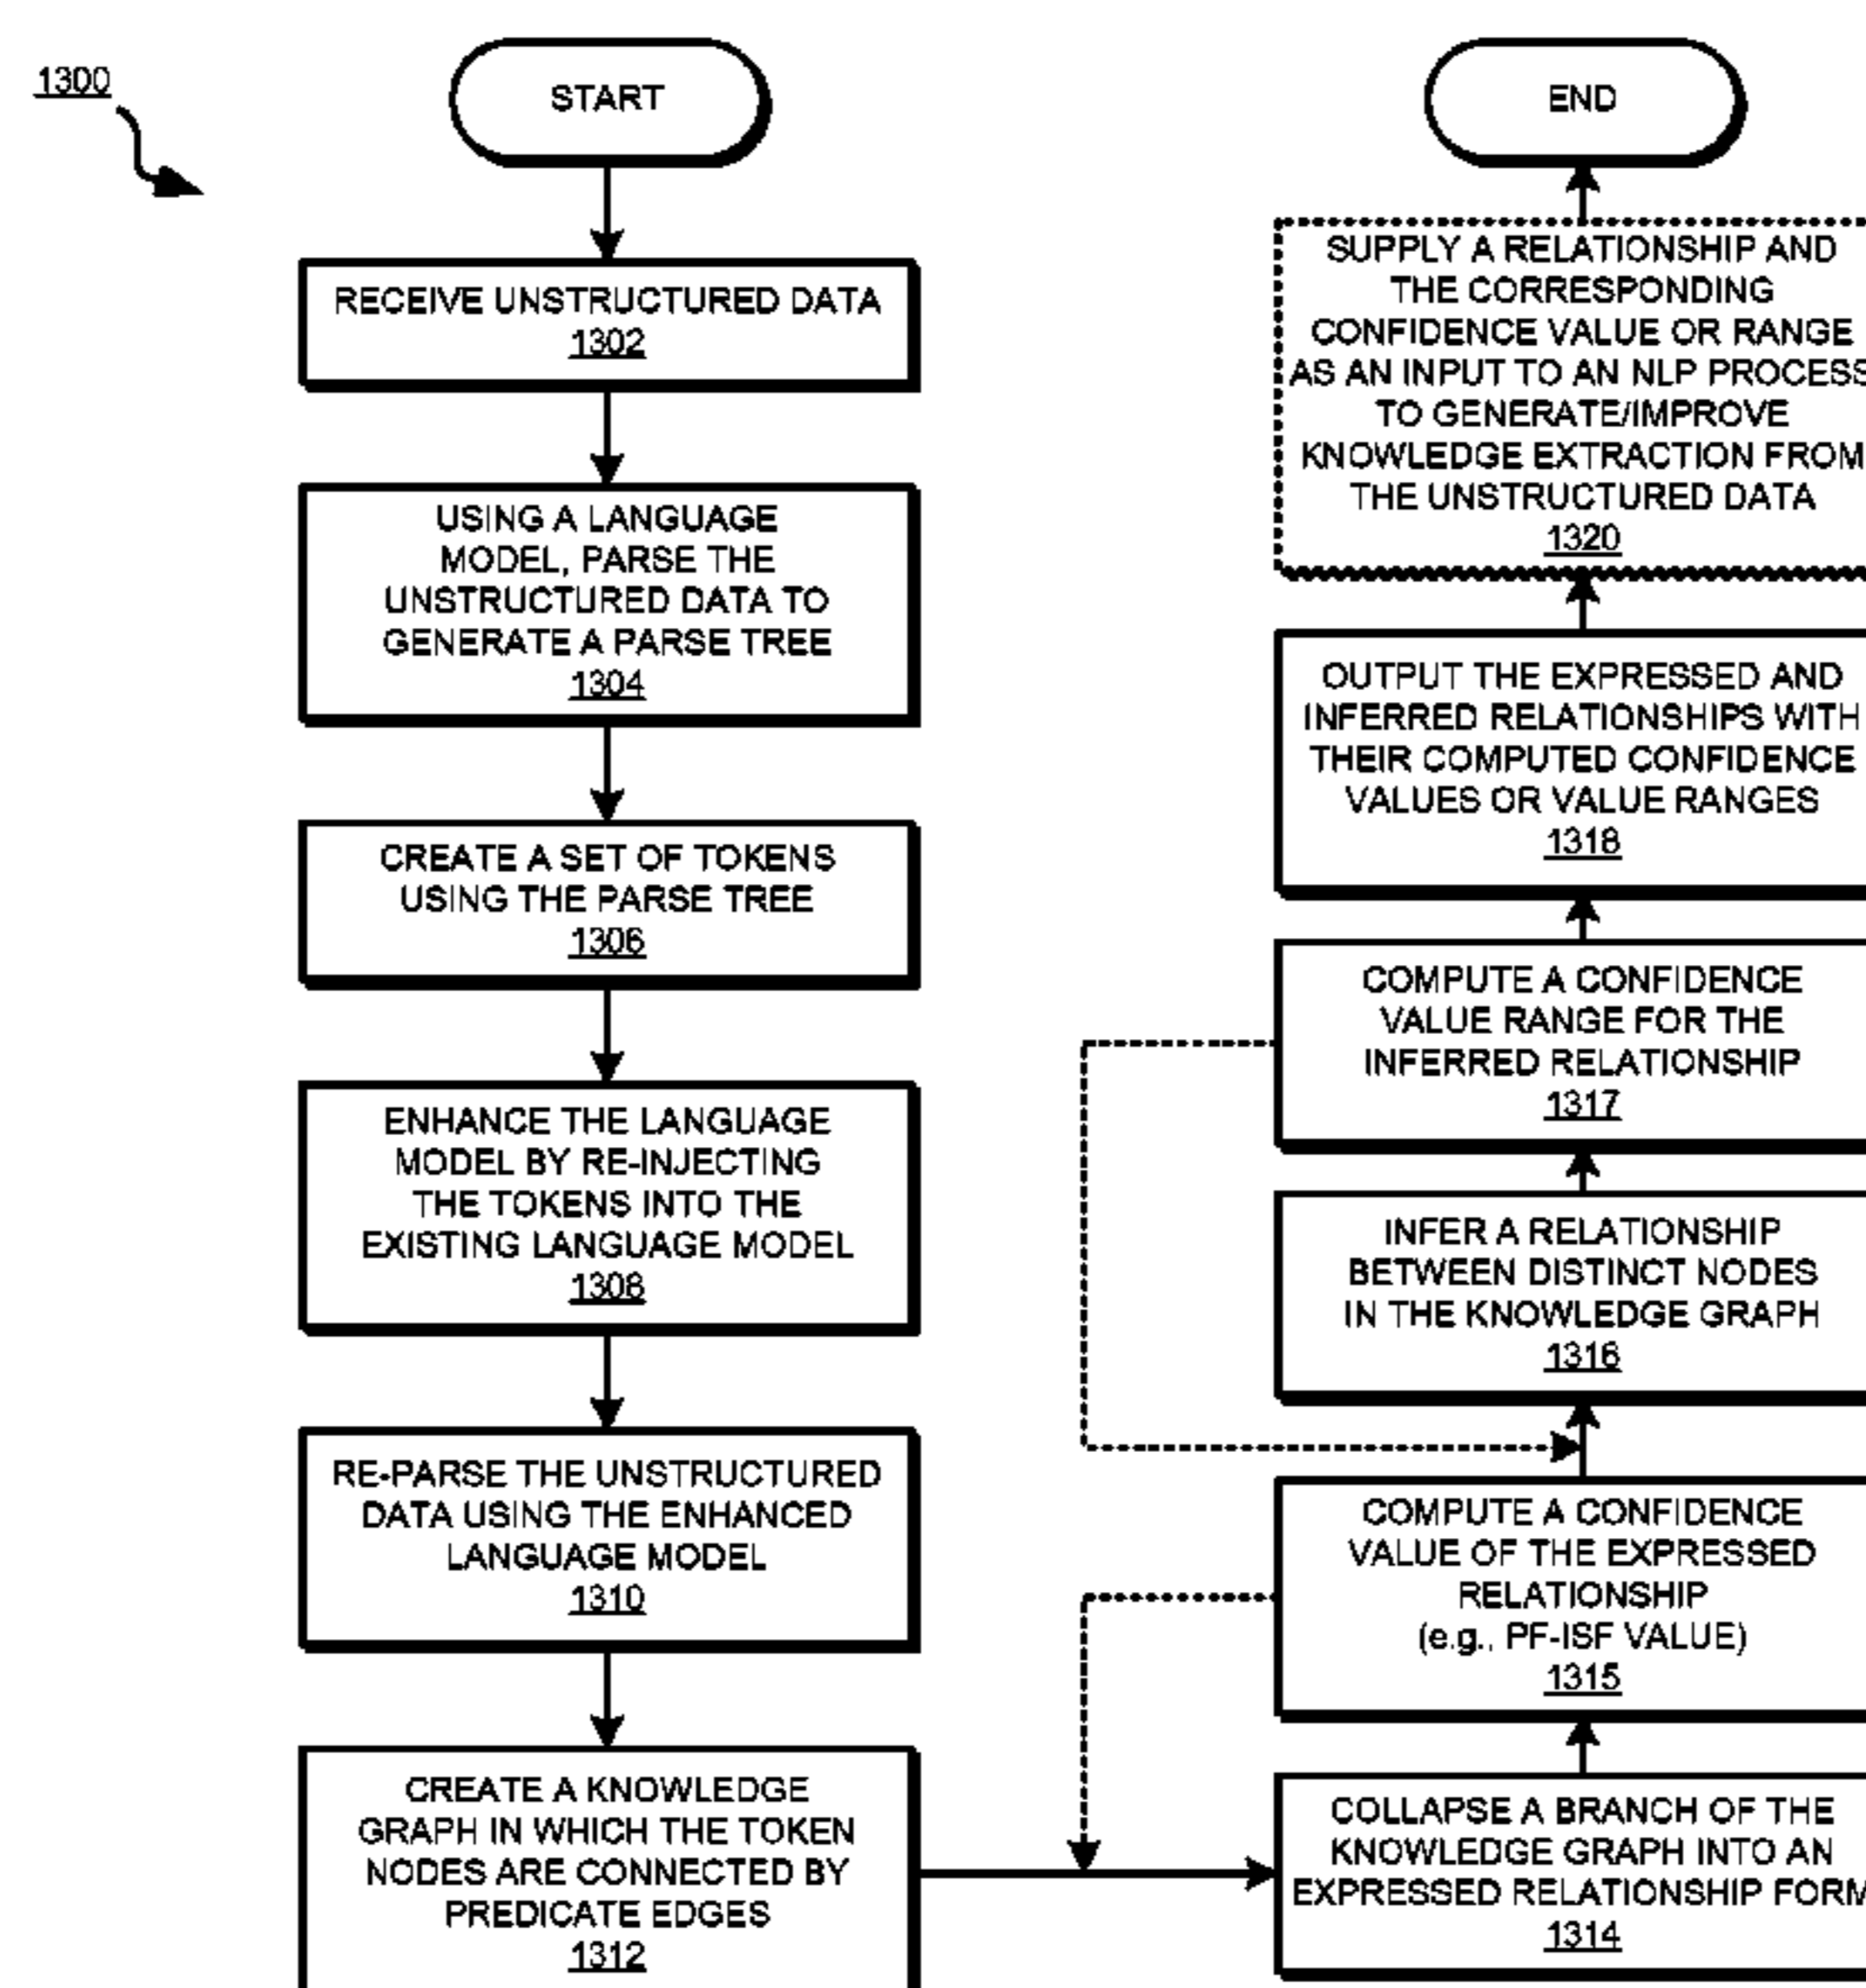 1300
START
RECEIVE UNSTRUCTURED DATA
1302
USING A LANGUAGE
MODEL, PARSE THE
UNSTRUCTURED DATA TO
GENERATE A PARSE TREE
1304
CREATE A SET OF TOKENS
USING THE PARSE TREE
1306
ENHANCE THE LANGUAGE
MODEL BY RE-INJECTING
THE TOKENS INTO THE
EXISTING LANGUAGE MODEL
1308
RE-PARSE THE UNSTRUCTURED
DATA USING THE ENHANCED
LANGUAGE MODEL
1310
CREATE A KNOWLEDGE
GRAPH IN WHICH THE TOKEN
NODES ARE CONNECTED BY
PREDICATE EDGES
1312
COLLAPSE A BRANCH OF THE
KNOWLEDGE GRAPH INTO AN
EXPRESSED RELATIONSHIP FORM
1314
COMPUTE A CONFIDENCE
VALUE OF THE EXPRESSED
RELATIONSHIP
(e.g., PF-ISF VALUE)
1315
INFER A RELATIONSHIP
BETWEEN DISTINCT NODES
IN THE KNOWLEDGE GRAPH
1316
COMPUTE A CONFIDENCE
VALUE RANGE FOR THE
INFERRED RELATIONSHIP
1317
OUTPUT THE EXPRESSED AND
INFERRED RELATIONSHIPS WITH
THEIR COMPUTED CONFIDENCE
VALUES OR VALUE RANGES
1318
SUPPLY A RELATIONSHIP AND
THE CORRESPONDING
CONFIDENCE VALUE OR RANGE
AS AN INPUT TO AN NLP PROCESS
TO GENERATE/IMPROVE
KNOWLEDGE EXTRACTION FROM
THE UNSTRUCTURED DATA
1320
END